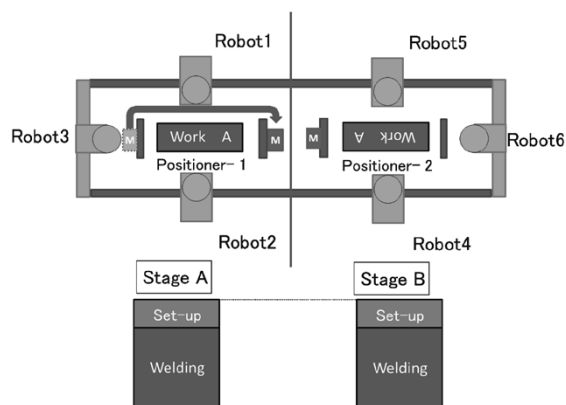 Robot1
Robot5
Robot3
M
Work A
M
M
Work A
Robot6
Positioner-1
Positioner-2
Robot2
Robot4
Stage A
Stage B
Set-up
Set-up
Welding
Welding